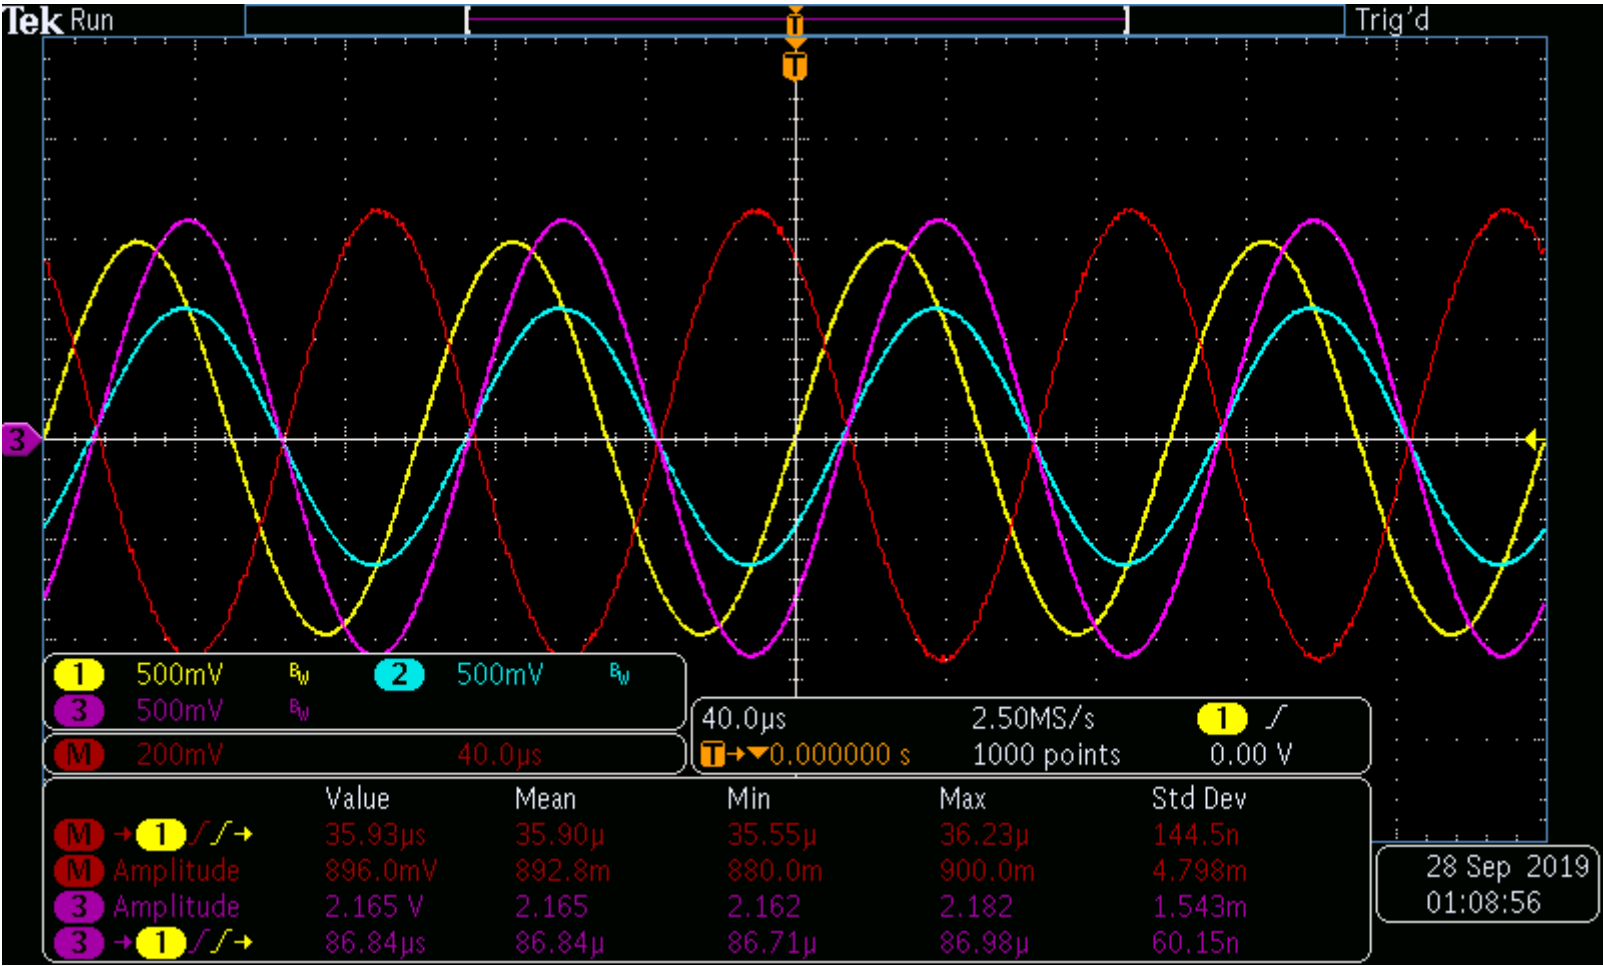 Tek Run Trig'd
T
T
3
1 500mV BW 2 500mV BW
3 500mV BW
M 200mV 40.0µs
40.0µs 2.50MS/s 1 ∫
T→▼0.000000 s 1000 points 0.00 V
Value Mean Min Max Std Dev
M →1 ∫∫→ 35.93µs 35.90µ 35.55µ 36.23µ 144.5n
M Amplitude 896.0mV 892.8m 880.0m 900.0m 4.798m
3 Amplitude 2.165 V 2.165 2.162 2.182 1.543m
3 →1 ∫∫→ 86.84µs 86.84µ 86.71µ 86.98µ 60.15n
28 Sep 2019
01:08:56